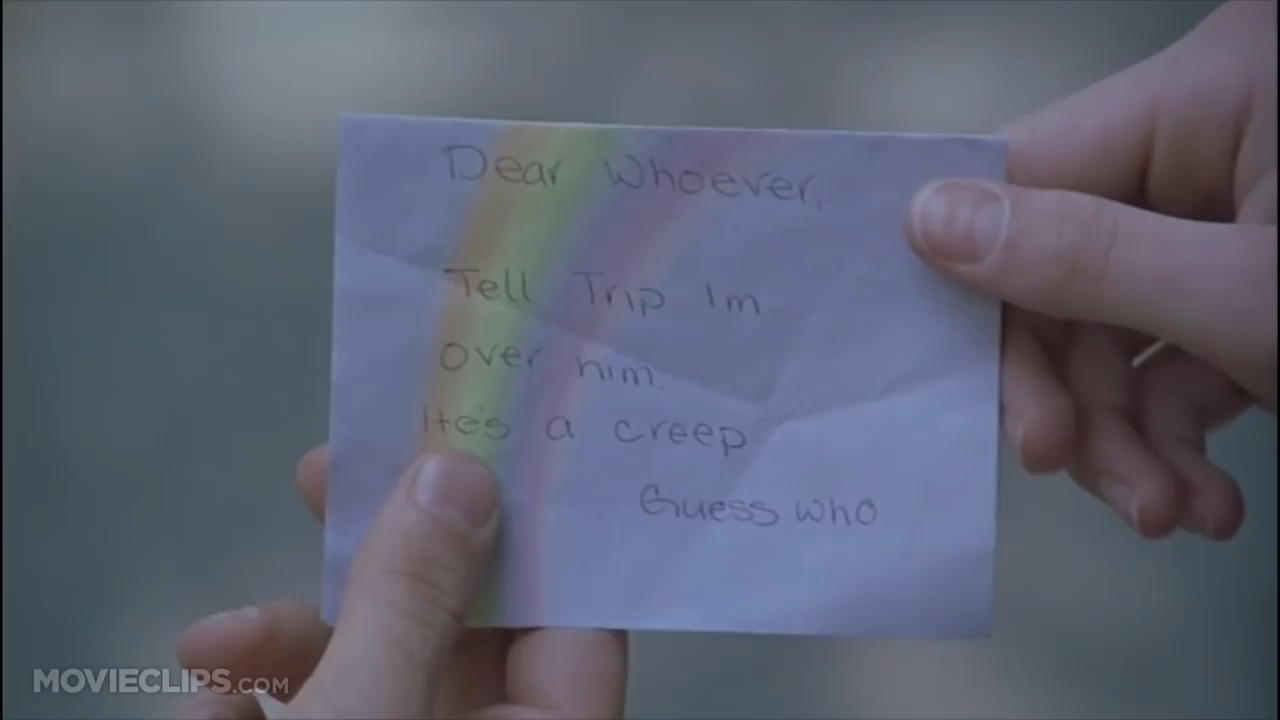 Dear Whoever,
Tell Trip Im
over him.
He's a creep
Guess who
MOVIECLIPS.COM